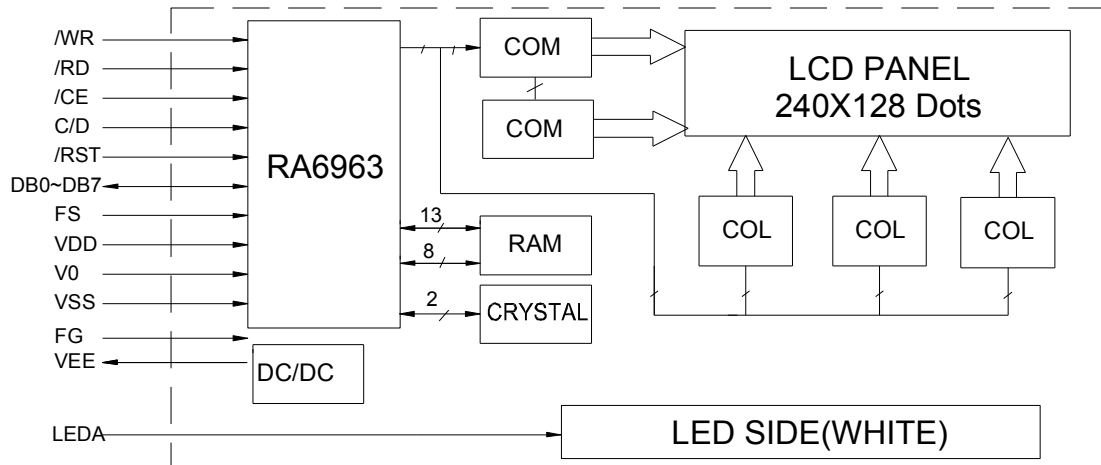 /WR
/RD
/CE
C/D
/RST
DB0~DB7
FS
VDD
V0
VSS
FG
VEE
LEDA
RA6963
DC/DC
13
8
2
COM
COM
RAM
CRYSTAL
LCD PANEL
240X128 Dots
COL
COL
COL
LED SIDE(WHITE)